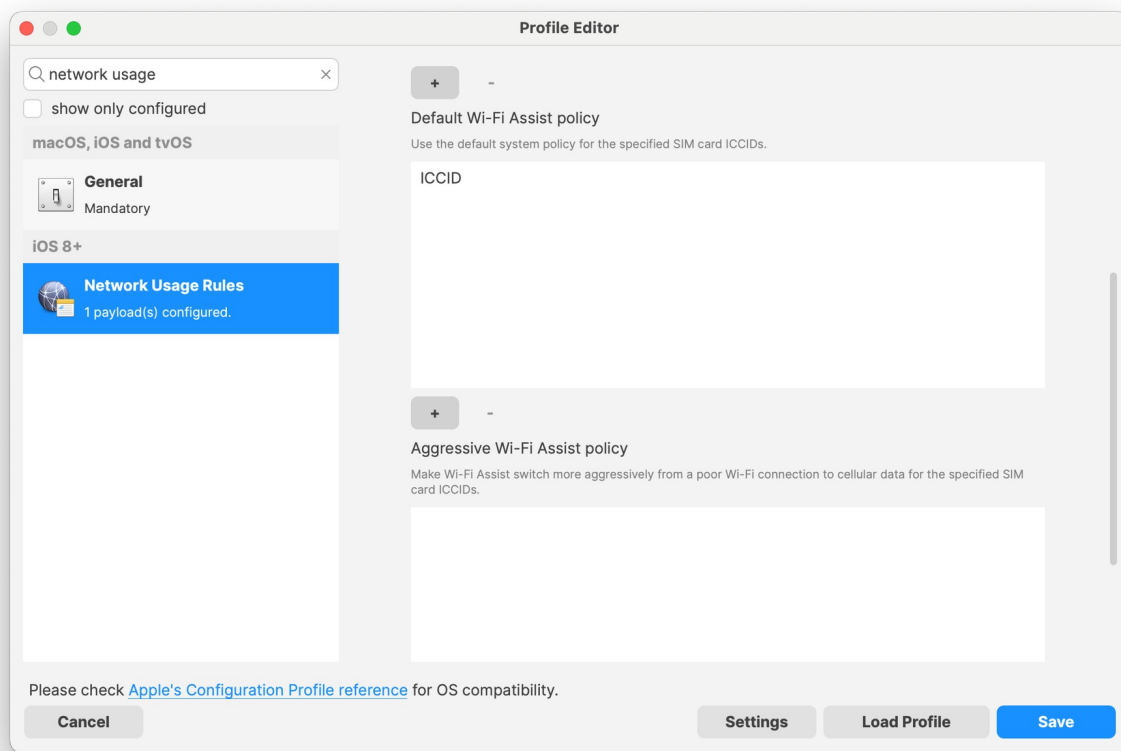 Profile Editor
network usage
show only configured
macOS, iOS and tvOS
General
Mandatory
iOS 8+
Network Usage Rules
1 payload(s) configured.
+ -
Default Wi-Fi Assist policy
Use the default system policy for the specified SIM card ICCIDs.
ICCID
+ -
Aggressive Wi-Fi Assist policy
Make Wi-Fi Assist switch more aggressively from a poor Wi-Fi connection to cellular data for the specified SIM
card ICCIDs.
Please check Apple's Configuration Profile reference for OS compatibility.
Cancel
Settings
Load Profile
Save